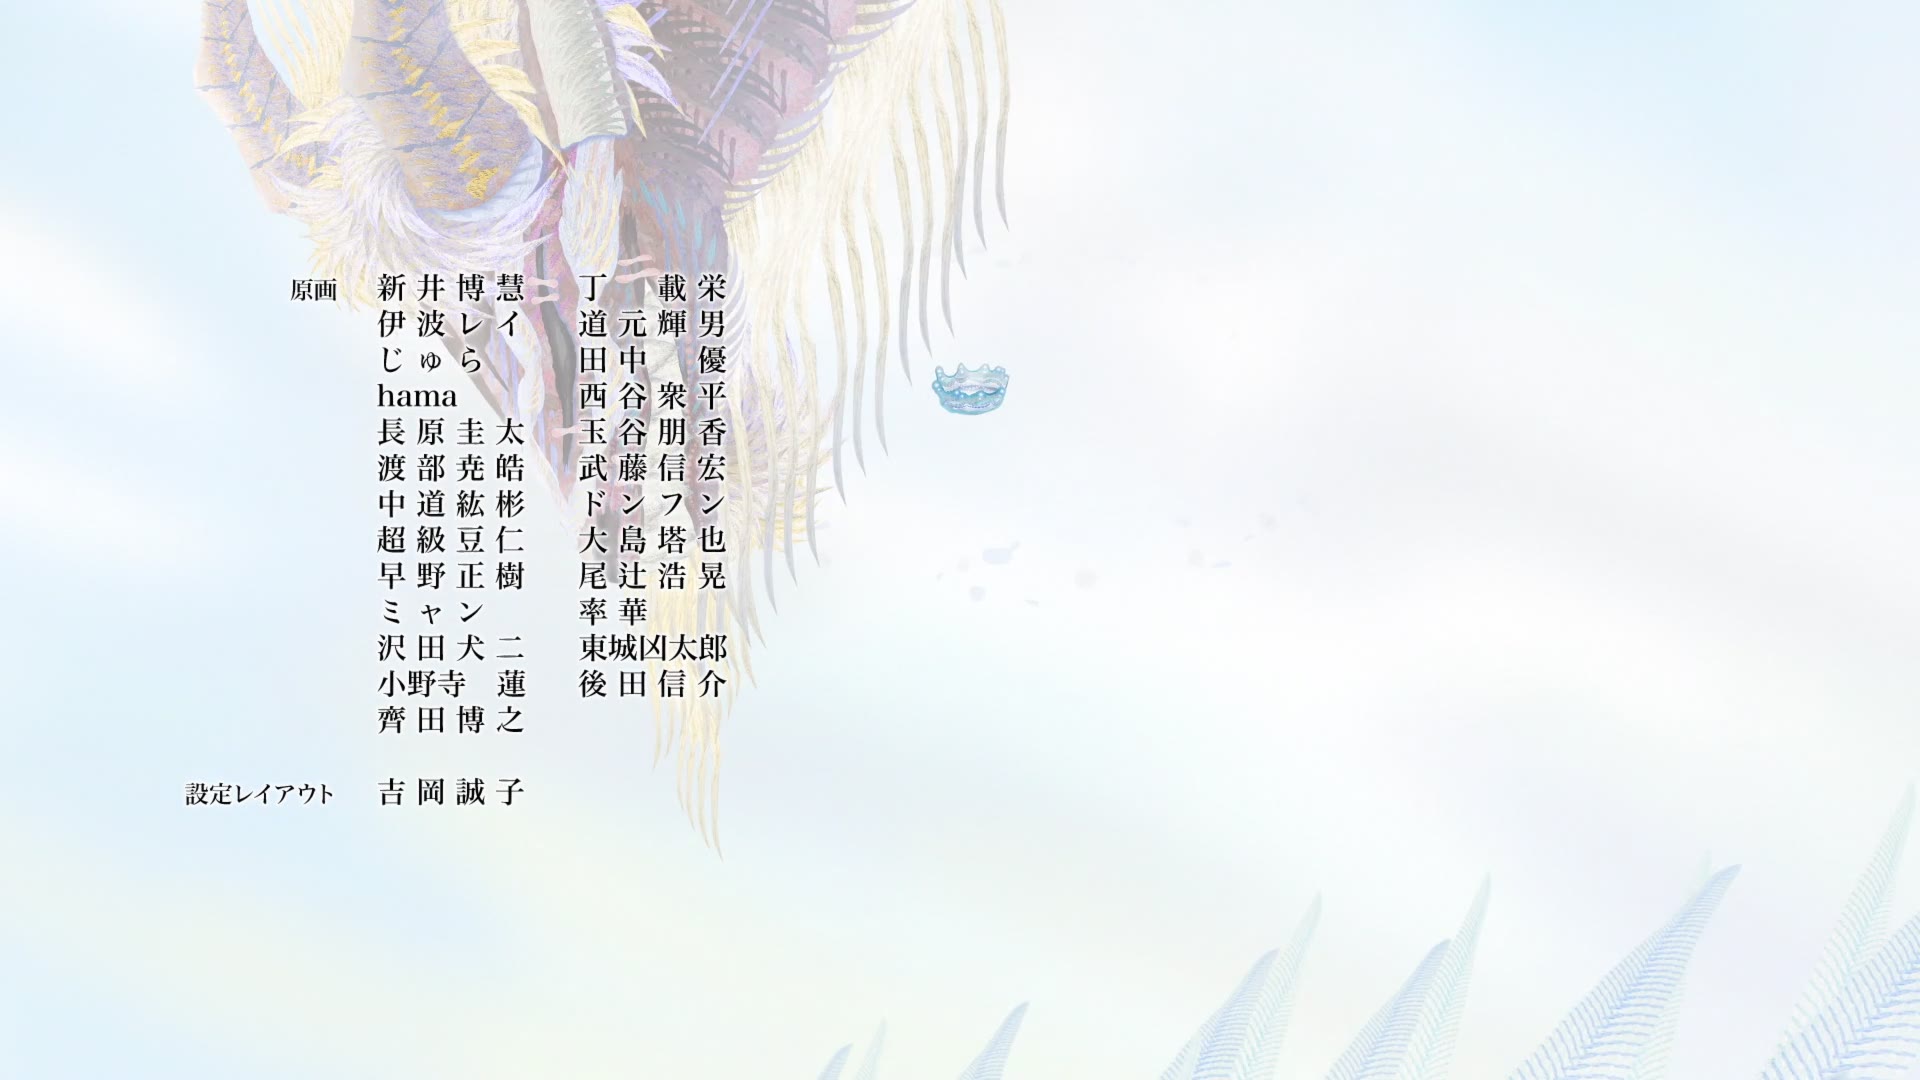 原画 新井博慧 丁 載栄
伊波レイ 道元輝男
じゅら 田中 優
hama 西谷衆平
長原圭太 玉谷朋香
渡部尭皓 武藤信宏
中道紘彬 ドンフン
超級豆仁 大島塔也
早野正樹 尾辻浩晃
ミャン 率華
沢田犬二 東城凶太郎
小野寺 蓮 後田信介
齊田博之
設定レイアウト 吉岡誠子